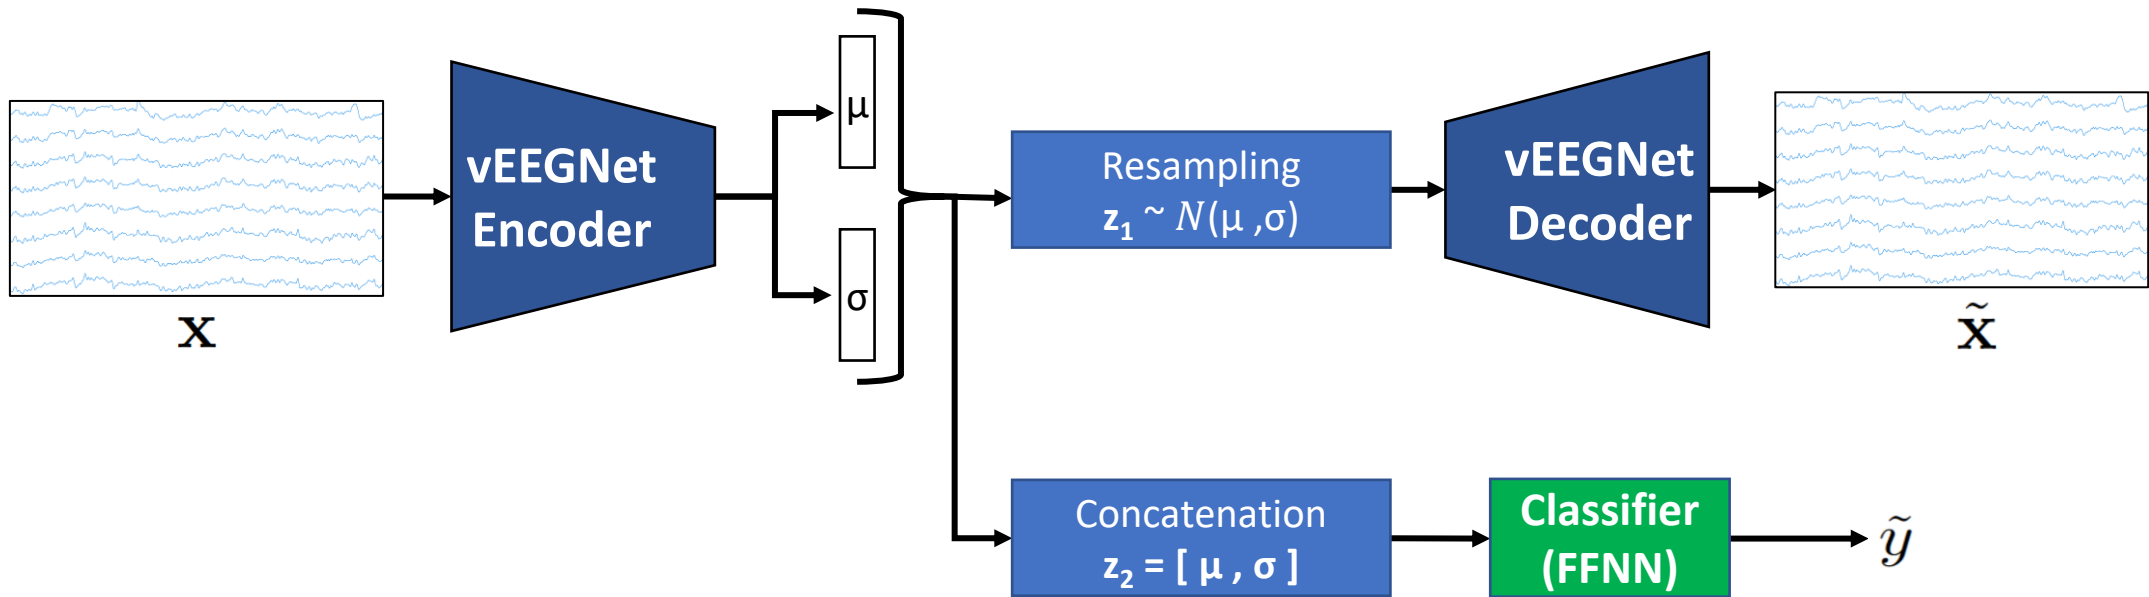 x
vEEGNet
Encoder
μ
σ
Resampling
z₁ ~ N(μ ,σ)
vEEGNet
Decoder
x̃
Concatenation
z₂ = [ μ , σ ]
Classifier
(FFNN)
ỹ